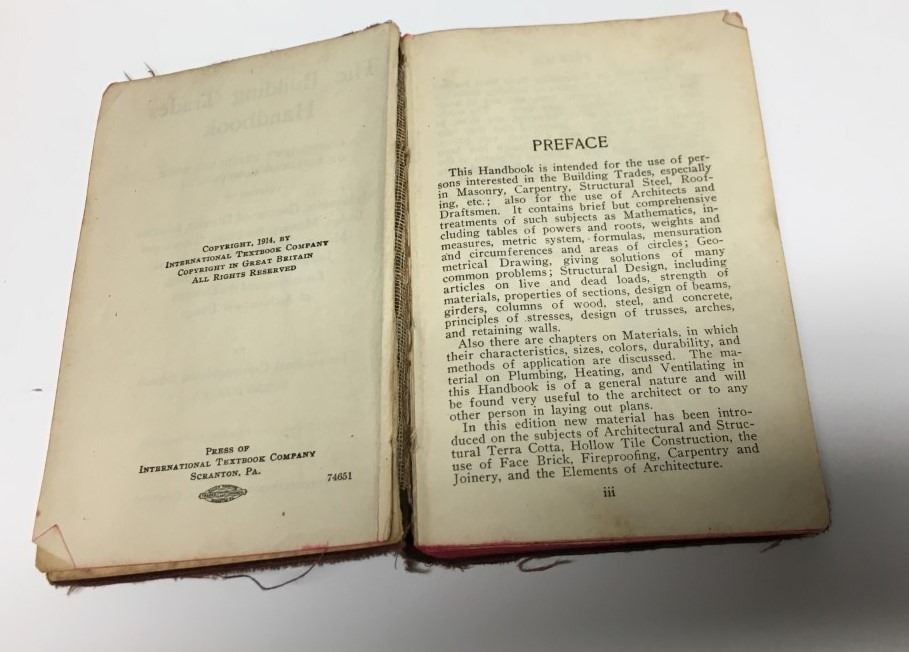 The Building Trades
Handbook
COPYRIGHT, 1914, BY
INTERNATIONAL TEXTBOOK COMPANY
COPYRIGHT IN GREAT BRITAIN
ALL RIGHTS RESERVED
PRESS OF
INTERNATIONAL TEXTBOOK COMPANY
SCRANTON, PA.
74651
PREFACE
This Handbook is intended for the use of per-
sons interested in the Building Trades, especially
in Masonry, Carpentry, Structural Steel, Roof-
ing, etc.; also for the use of Architects and
Draftsmen. It contains brief but comprehensive
treatments of such subjects as Mathematics, in-
cluding tables of powers and roots, weights and
measures, metric system, formulas, mensuration
and circumferences and areas of circles; Geo-
metrical Drawing, giving solutions of many
common problems; Structural Design, including
articles on live and dead loads, strength of
materials, properties of sections, design of beams,
girders, columns of wood, steel, and concrete,
principles of stresses, design of trusses, arches,
and retaining walls.
Also there are chapters on Materials, in which
their characteristics, sizes, colors, durability, and
methods of application are discussed. The ma-
terial on Plumbing, Heating, and Ventilating in
this Handbook is of a general nature and will
be found very useful to the architect or to any
other person in laying out plans.
In this edition new material has been intro-
duced on the subjects of Architectural and Struc-
tural Terra Cotta, Hollow Tile Construction, the
use of Face Brick, Fireproofing, Carpentry and
Joinery, and the Elements of Architecture.
iii